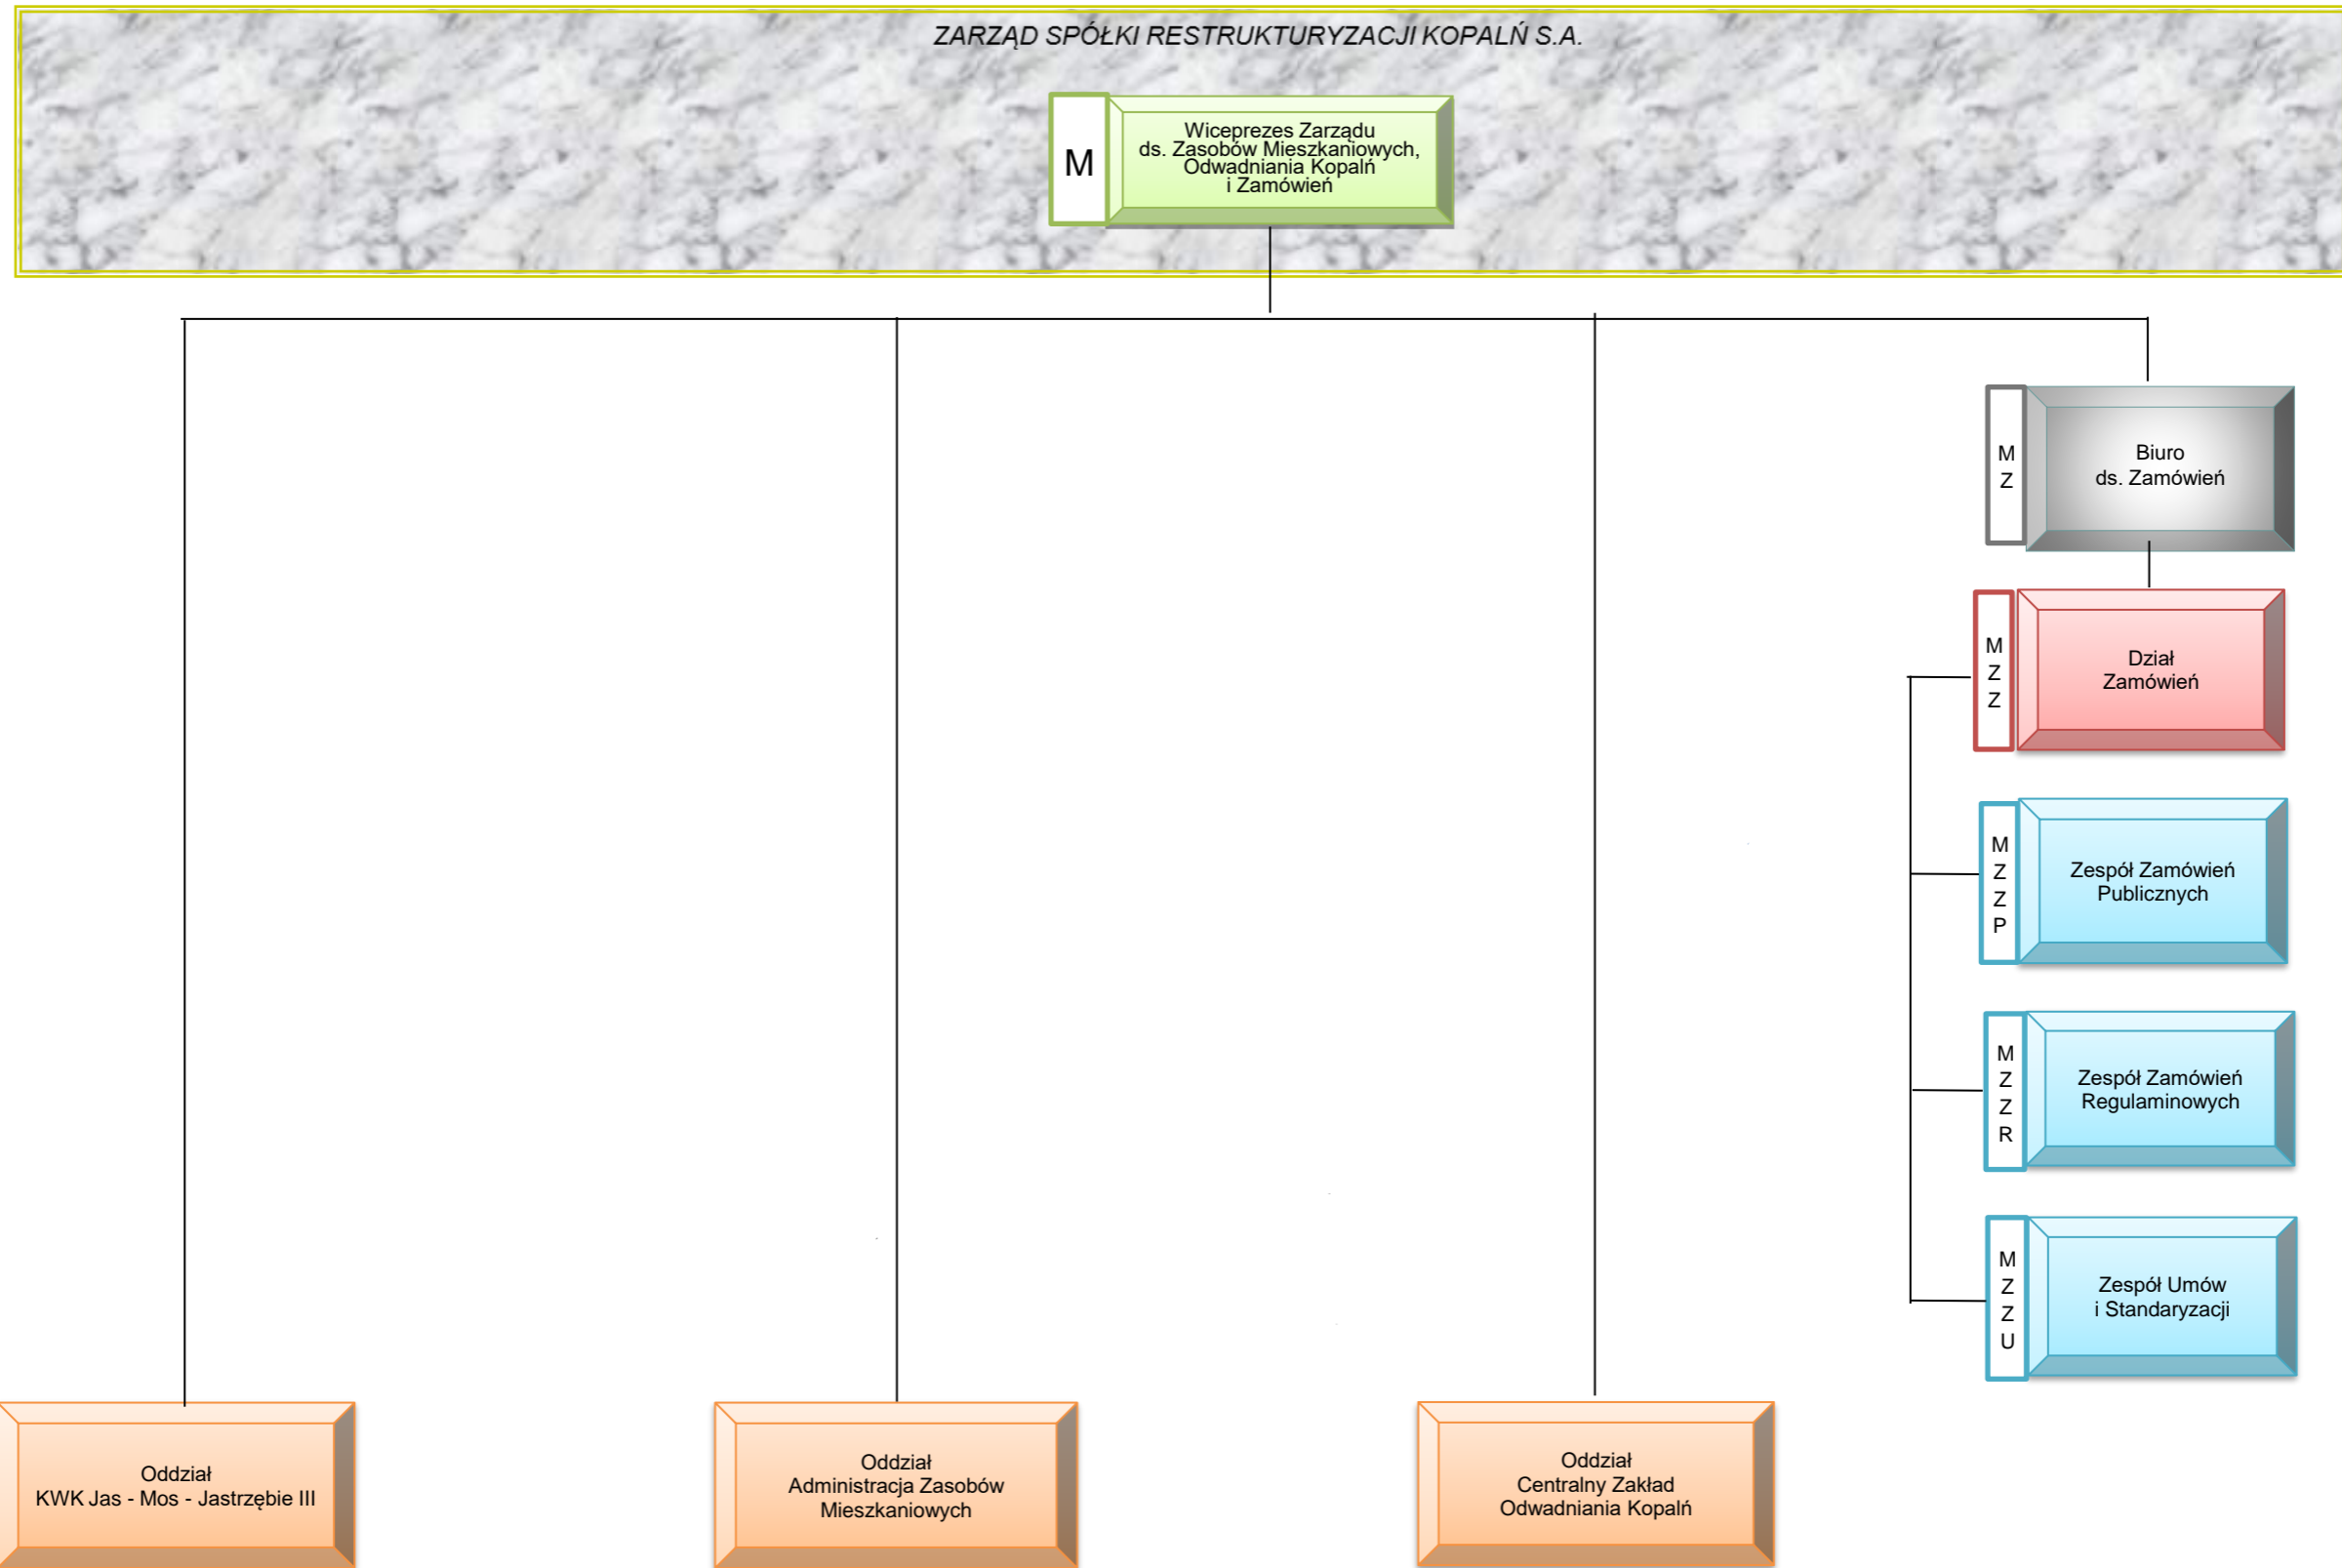 ZARZĄD SPÓŁKI RESTRUKTURYZACJI KOPALŃ S.A.
M
Wiceprezes Zarządu
ds. Zasobów Mieszkaniowych,
Odwadniania Kopalń
i Zamówień
M
Z
Biuro
ds. Zamówień
M
Z
Z
Dział
Zamówień
M
Z
Z
P
Zespół Zamówień
Publicznych
M
Z
Z
R
Zespół Zamówień
Regulaminowych
M
Z
Z
U
Zespół Umów
i Standaryzacji
Oddział
KWK Jas - Mos - Jastrzębie III
Oddział
Administracja Zasobów
Mieszkaniowych
Oddział
Centralny Zakład
Odwadniania Kopalń